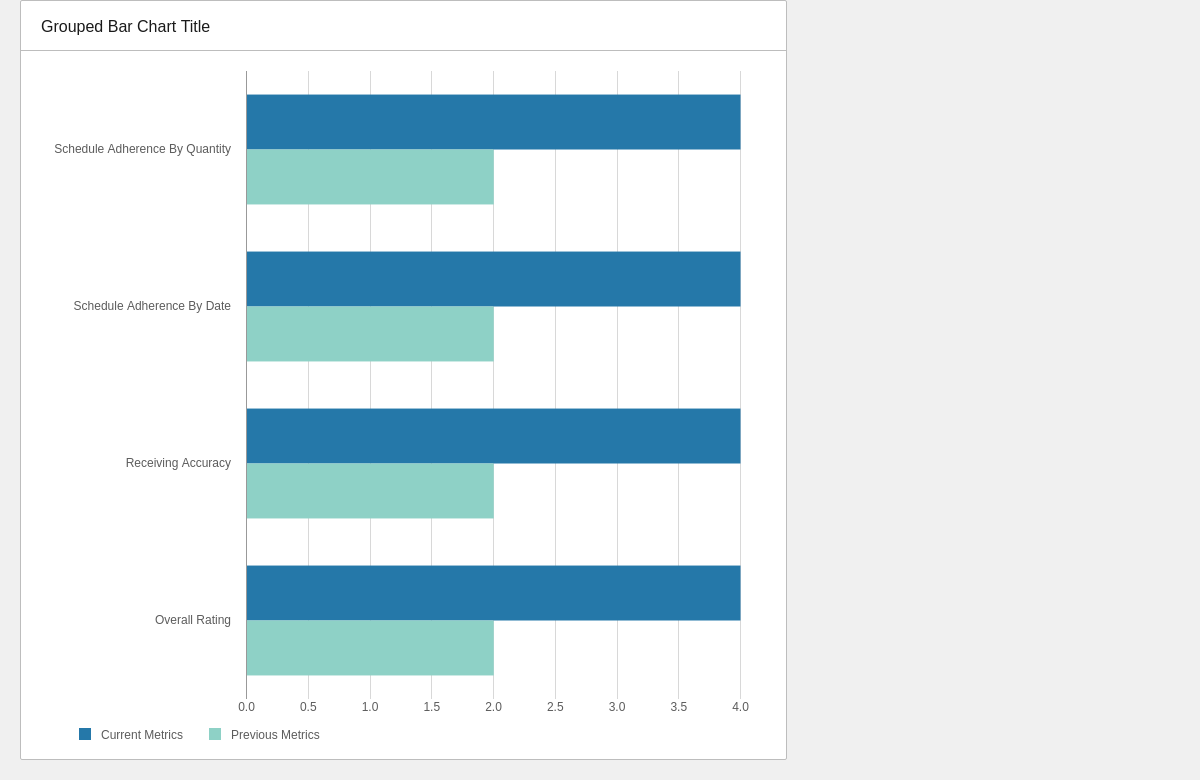 Grouped Bar Chart Title
Schedule Adherence By Quantity
Schedule Adherence By Date
Receiving Accuracy
Overall Rating
0.0 0.5 1.0 1.5 2.0 2.5 3.0 3.5 4.0
Current Metrics Previous Metrics